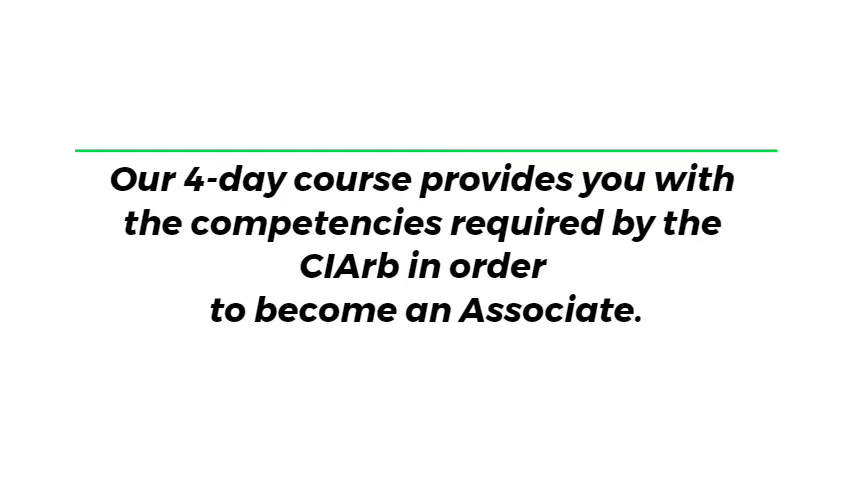 Our 4-day course provides you with
the competencies required by the
CIArb in order
to become an Associate.